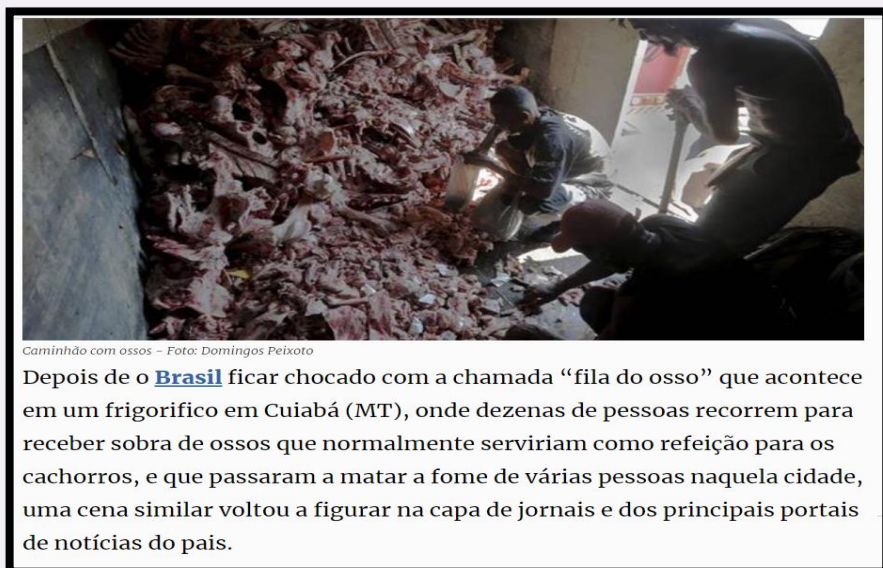 Caminhão com ossos – Foto: Domingos Peixoto
Depois de o Brasil ficar chocado com a chamada “fila do osso” que acontece
em um frigorifico em Cuiabá (MT), onde dezenas de pessoas recorrem para
receber sobra de ossos que normalmente serviriam como refeição para os
cachorros, e que passaram a matar a fome de várias pessoas naquela cidade,
uma cena similar voltou a figurar na capa de jornais e dos principais portais
de notícias do pais.